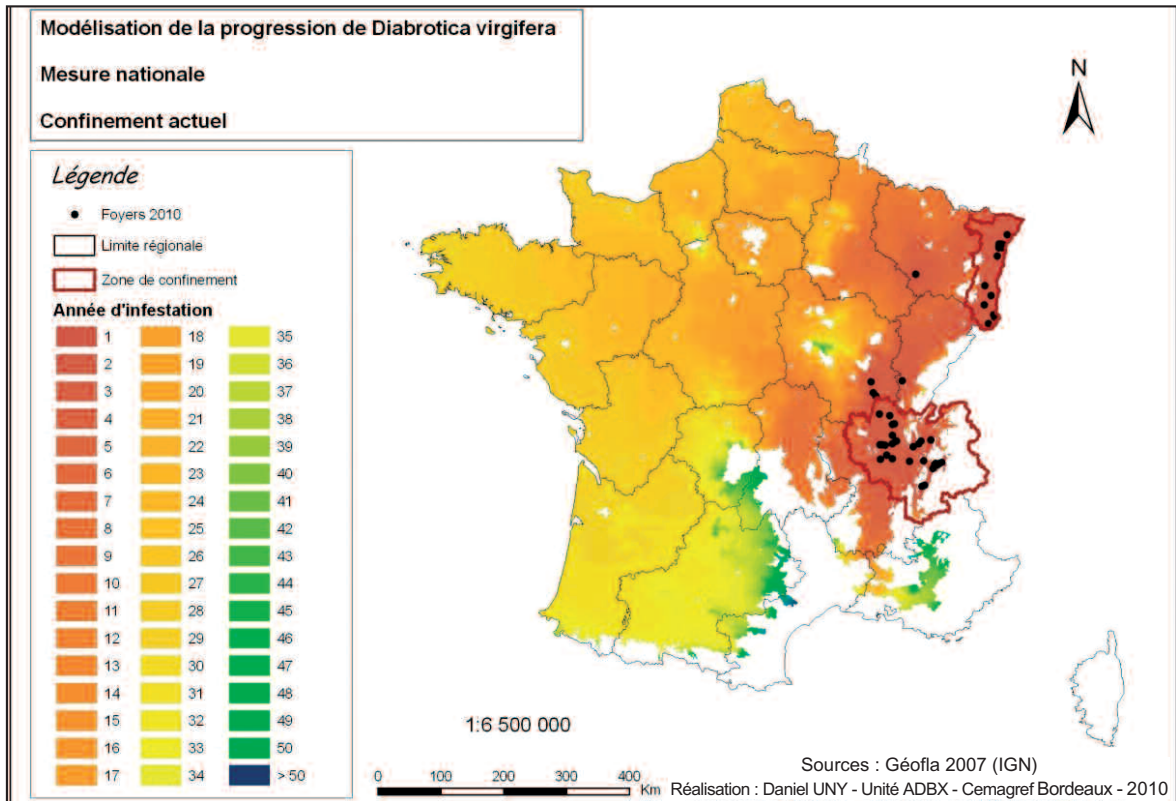 Modélisation de la progression de Diabrotica virgifera
Mesure nationale
Confinement actuel
N
Légende
Foyers 2010
Limite régionale
Zone de confinement
Année d'infestation
1 18 35
2 19 36
3 20 37
4 21 38
5 22 39
6 23 40
7 24 41
8 25 42
9 26 43
10 27 44
11 28 45
12 29 46
13 30 47
14 31 48
15 32 49
16 33 50
17 34 > 50
1:6 500 000
0 100 200 300 400
Km
Sources : Géofla 2007 (IGN)
Réalisation : Daniel UNY - Unité ADBX - Cemagref Bordeaux - 2010